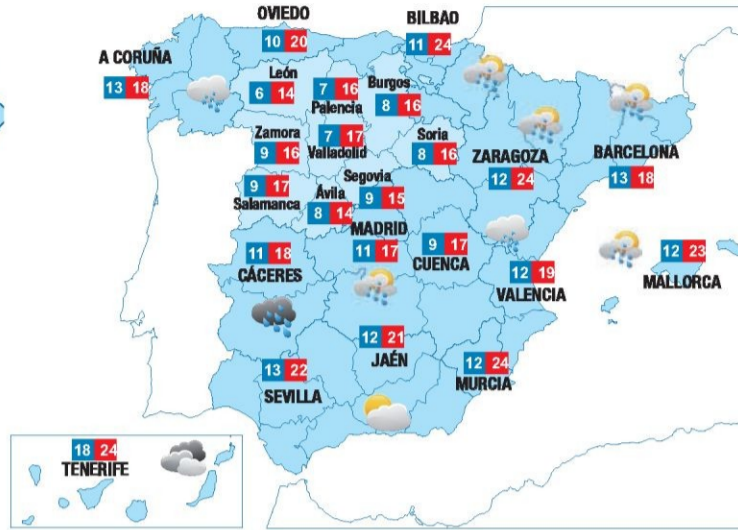 OVIEDO
10 20
BILBAO
11 24
A CORUÑA
13 18
León
6 14
7 16
Palencia
Burgos
8 16
Zamora
9 16
7 17
Valladolid
Soria
8 16
ZARAGOZA
12 24
BARCELONA
13 18
9 17
Salamanca
Ávila
8 14
Segovia
9 15
MADRID
11 17
11 18
CÁCERES
9 17
CUENCA
12 19
VALENCIA
12 23
MALLORCA
12 21
JAÉN
13 22
SEVILLA
12 24
MURCIA
18 24
TENERIFE